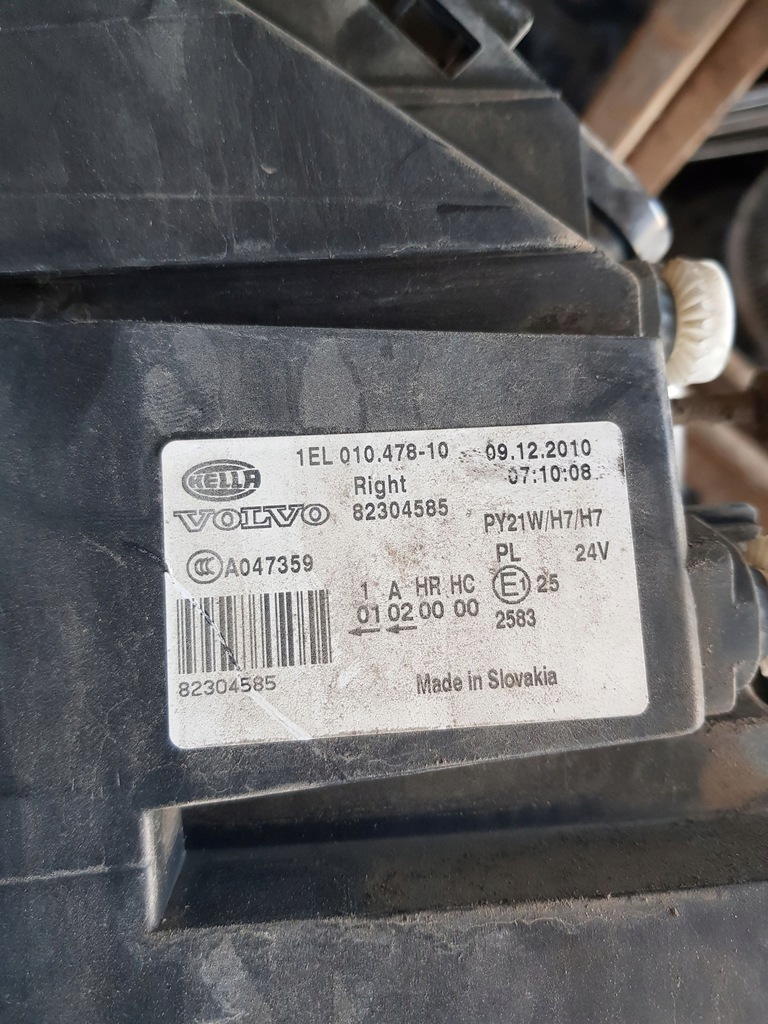 1EL 010.478-10 09.12.2010
HELLA Right 07:10:08
VOLVO 82304585 PY21W/H7/H7
CCC A047359 PL 24V
1 A HR HC E1 25
01 02 00 00 2583
82304585 Made in Slovakia